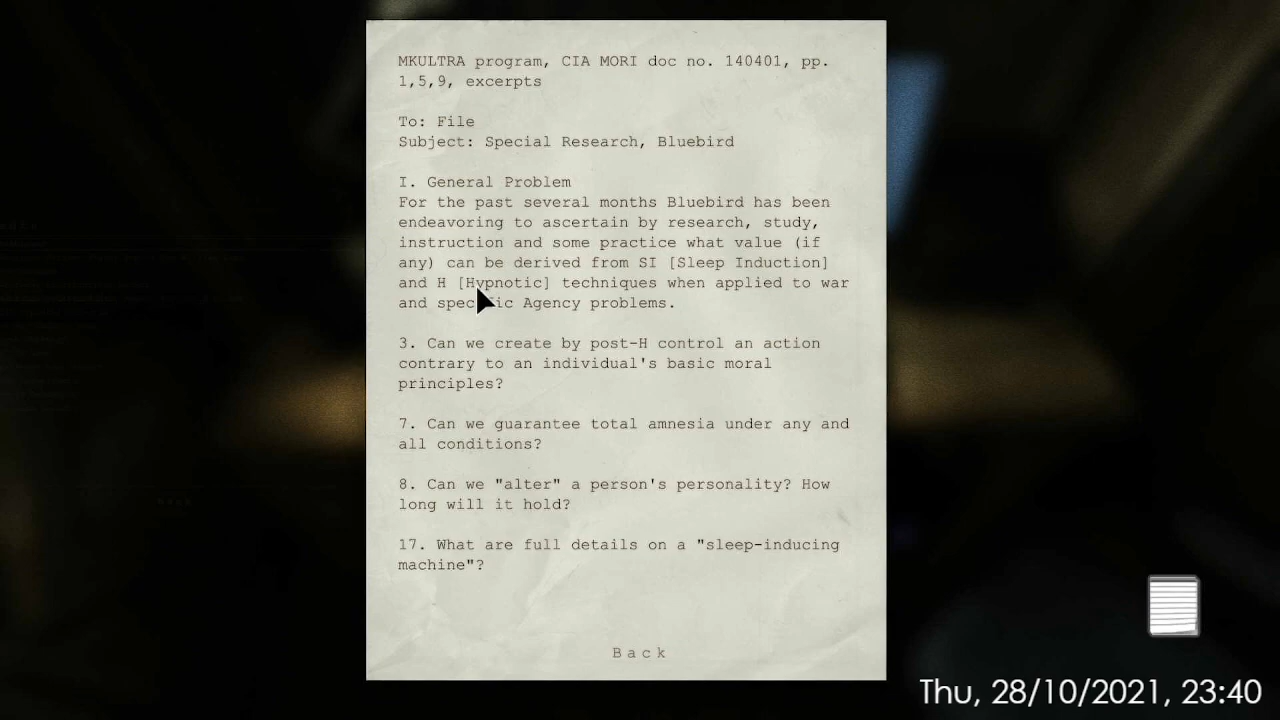 MKULTRA program, CIA MORI doc no. 140401, pp.
1,5,9, excerpts
To: File
Subject: Special Research, Bluebird
I. General Problem
For the past several months Bluebird has been
endeavoring to ascertain by research, study,
instruction and some practice what value (if
any) can be derived from SI [Sleep Induction]
and H [Hypnotic] techniques when applied to war
and specific Agency problems.
3. Can we create by post-H control an action
contrary to an individual's basic moral
principles?
7. Can we guarantee total amnesia under any and
all conditions?
8. Can we "alter" a person's personality? How
long will it hold?
17. What are full details on a "sleep-inducing
machine"?
Back
Thu, 28/10/2021, 23:40